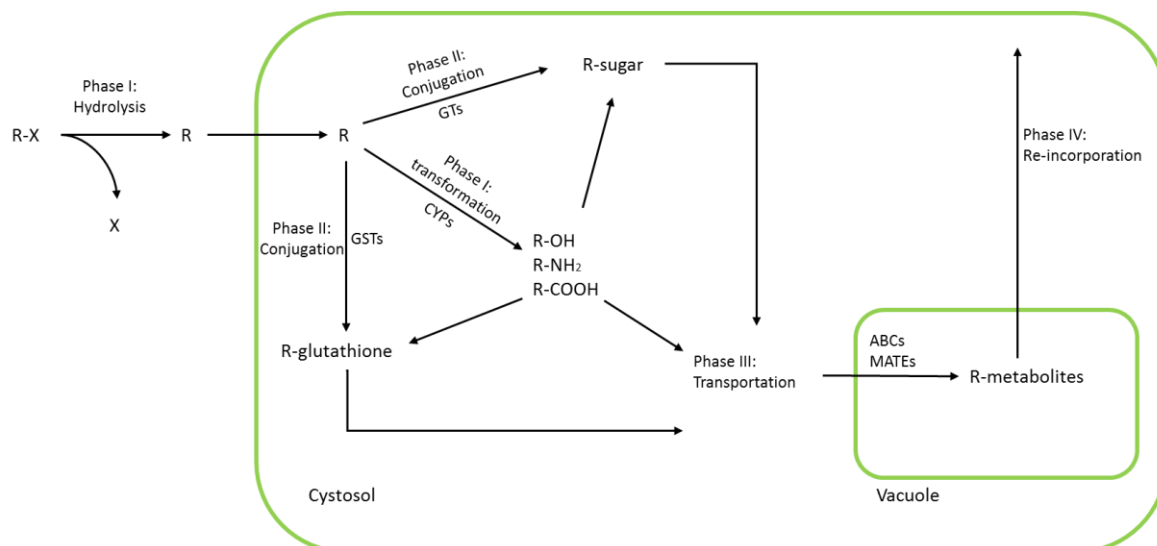 Phase I:
Hydrolysis
R-X
R
X
R
Phase II:
Conjugation
GTs
R-sugar
Phase I:
transformation
CYPs
Phase II:
Conjugation
GSTs
R-OH
R-NH₂
R-COOH
R-glutathione
Phase III:
Transportation
ABCs
MATEs
R-metabolites
Phase IV:
Re-incorporation
Cystosol
Vacuole